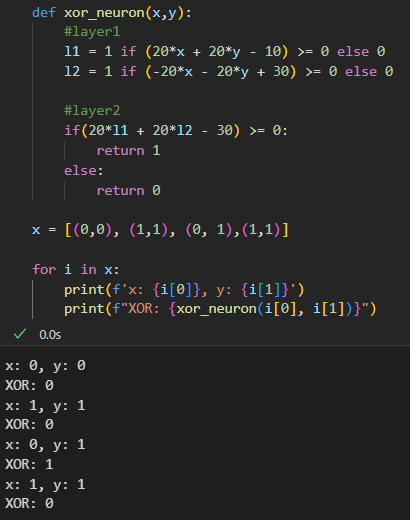 def xor_neuron(x,y):
    #layer1
    l1 = 1 if (20*x + 20*y - 10) >= 0 else 0
    l2 = 1 if (-20*x - 20*y + 30) >= 0 else 0

    #layer2
    if(20*l1 + 20*l2 - 30) >= 0:
        return 1
    else:
        return 0

x = [(0,0), (1,1), (0, 1),(1,1)]

for i in x:
    print(f'x: {i[0]}, y: {i[1]}')
    print(f"XOR: {xor_neuron(i[0], i[1])}")
✓ 0.0s
x: 0, y: 0
XOR: 0
x: 1, y: 1
XOR: 0
x: 0, y: 1
XOR: 1
x: 1, y: 1
XOR: 0